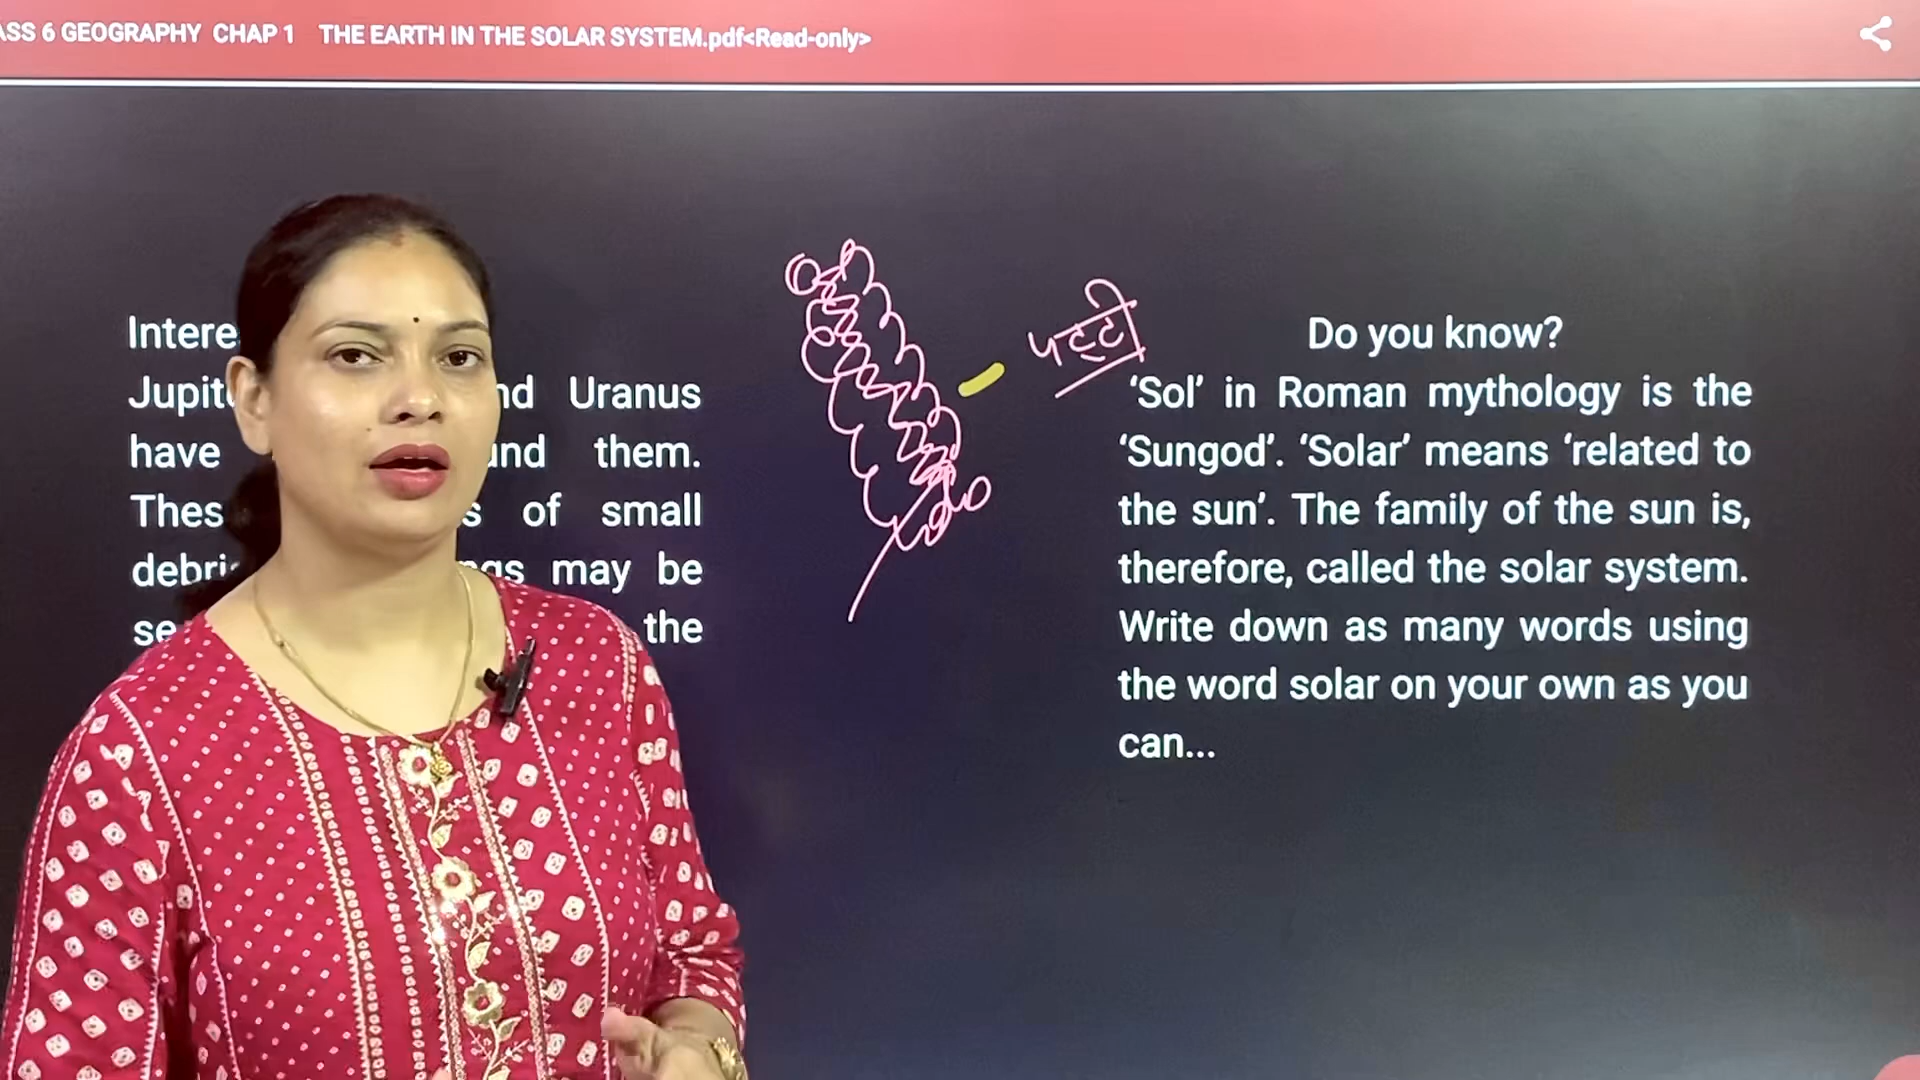 ASS 6 GEOGRAPHY CHAP 1 THE EARTH IN THE SOLAR SYSTEM.pdf<Read-only>
Jupit nd Uranus
have und them.
Thes s of small
debri ngs may be
se the
पट्टी
Do you know?
‘Sol’ in Roman mythology is the
‘Sungod’. ‘Solar’ means ‘related to
the sun’. The family of the sun is,
therefore, called the solar system.
Write down as many words using
the word solar on your own as you
can...